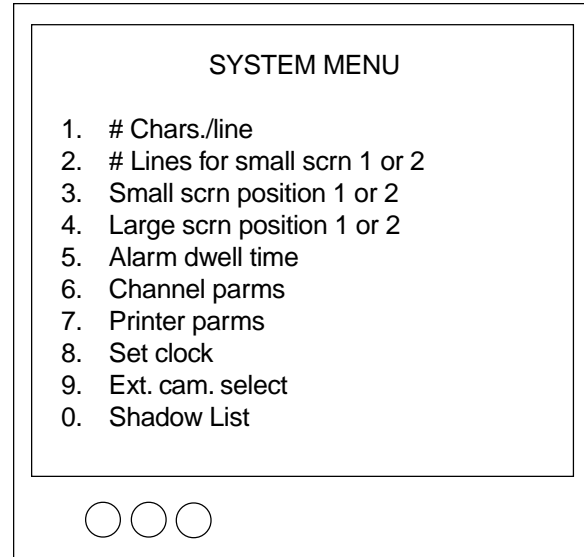 SYSTEM MENU
1. # Chars./line
2. # Lines for small scrn 1 or 2
3. Small scrn position 1 or 2
4. Large scrn position 1 or 2
5. Alarm dwell time
6. Channel parms
7. Printer parms
8. Set clock
9. Ext. cam. select
0. Shadow List